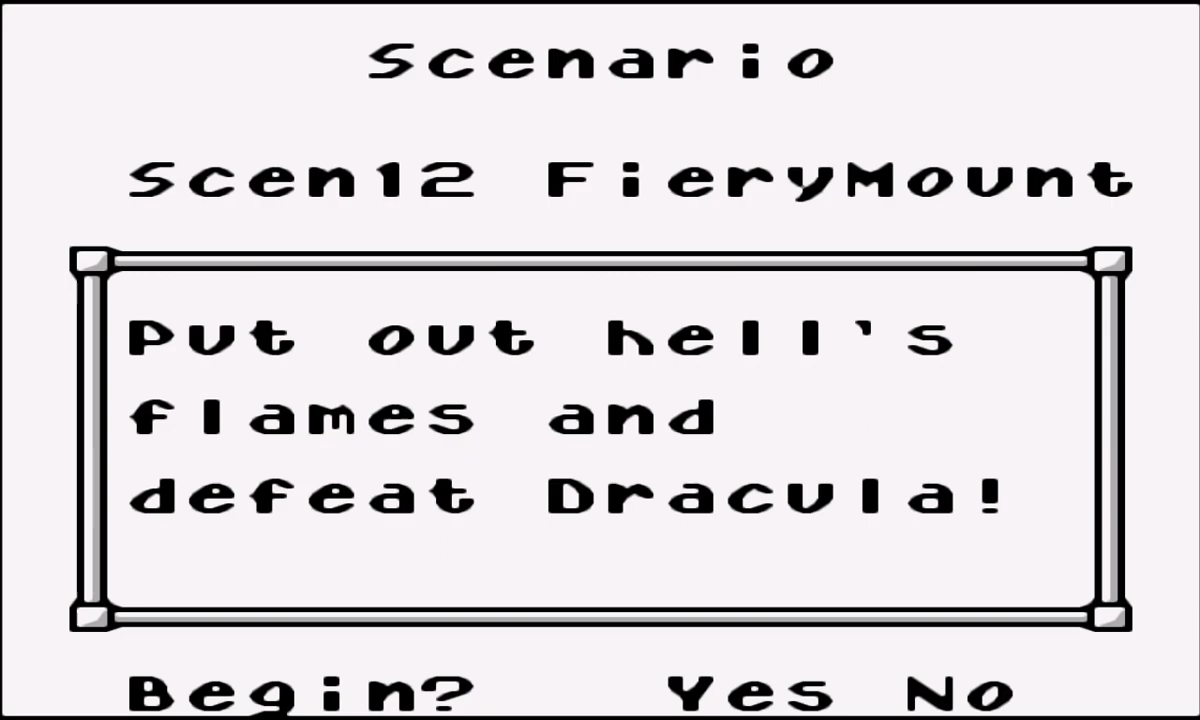 Scenario
Scen12 FieryMount
Put out hell's
flames and
defeat Dracula!
Begin? Yes No